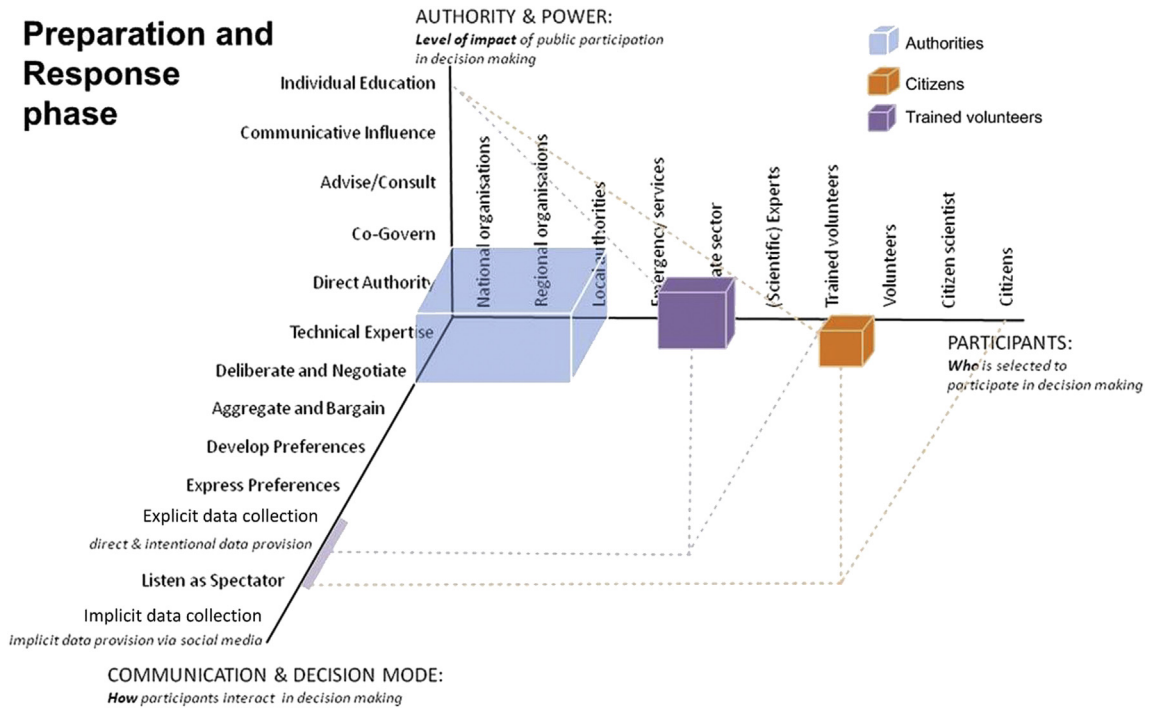 Preparation and
Response
phase
AUTHORITY & POWER:
Level of impact of public participation
in decision making
Authorities
Citizens
Trained volunteers
Individual Education
Communicative Influence
Advise/Consult
Co-Govern
Direct Authority
Technical Expertise
Deliberate and Negotiate
Aggregate and Bargain
Develop Preferences
Express Preferences
Explicit data collection
direct & intentional data provision
Listen as Spectator
Implicit data collection
implicit data provision via social media
National organisations
Regional organisations
Local authorities
Emergency services
ate sector
(Scientific) Experts
Trained volunteers
Volunteers
Citizen scientist
Citizens
PARTICIPANTS:
Who is selected to
participate in decision making
COMMUNICATION & DECISION MODE:
How participants interact in decision making